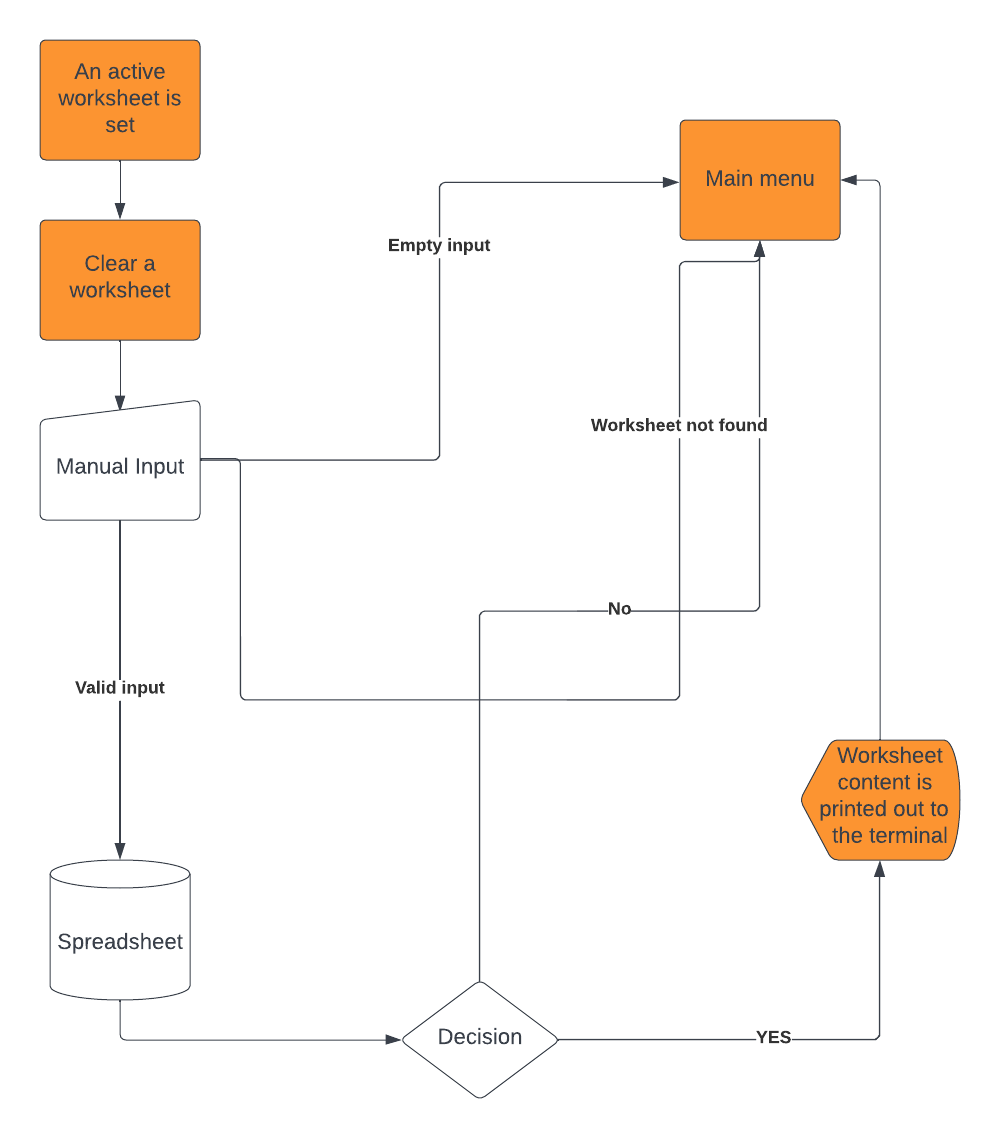 An active
worksheet is
set
Main menu
Empty input
Clear a
worksheet
Worksheet not found
Manual Input
No
Valid input
Worksheet
content is
printed out to
the terminal
Spreadsheet
Decision
YES